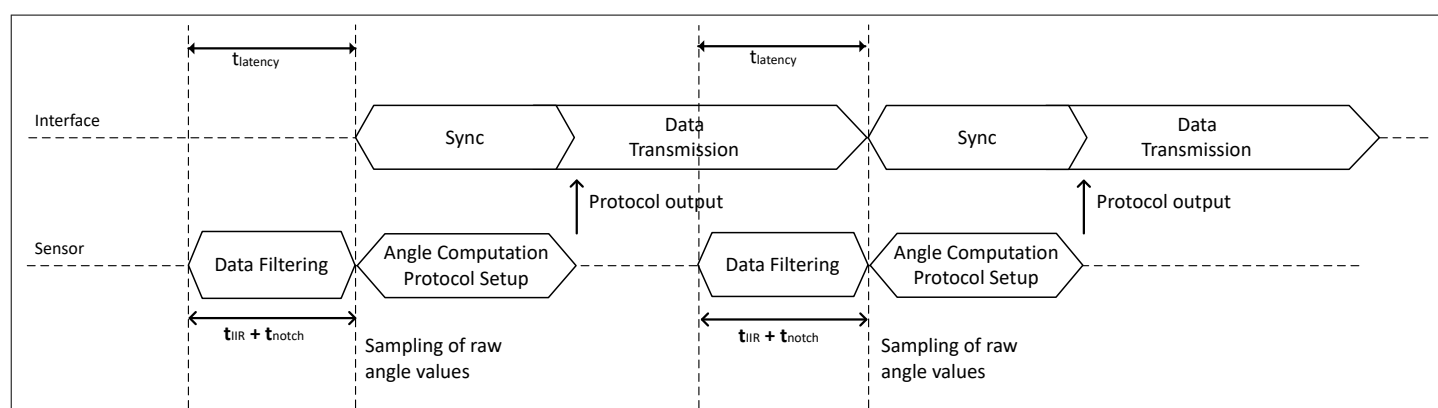 tlatency
tlatency
Interface
Sync
Data
Transmission
Sync
Data
Transmission
Protocol output
Protocol output
Sensor
Data Filtering
Angle Computation
Protocol Setup
Data Filtering
Angle Computation
Protocol Setup
tIIR + tnotch
tIIR + tnotch
Sampling of raw
angle values
Sampling of raw
angle values